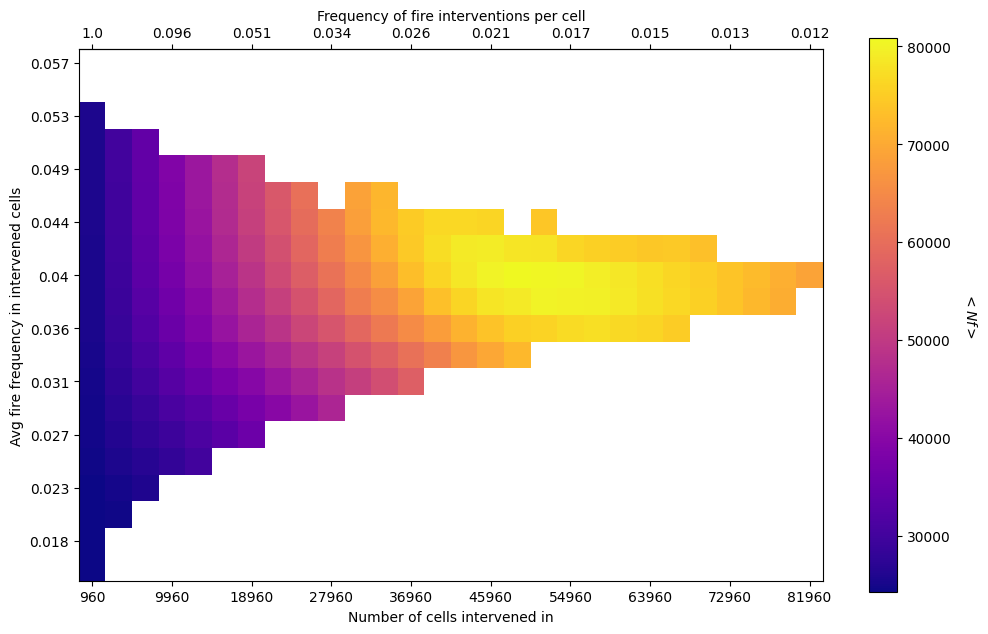 Frequency of fire interventions per cell
1.0 0.096 0.051 0.034 0.026 0.021 0.017 0.015 0.013 0.012
Avg fire frequency in intervened cells
0.057
0.053
0.049
0.044
0.04
0.036
0.031
0.027
0.023
0.018
960 9960 18960 27960 36960 45960 54960 63960 72960 81960
Number of cells intervened in
80000
70000
60000
50000
40000
30000
< Nf >